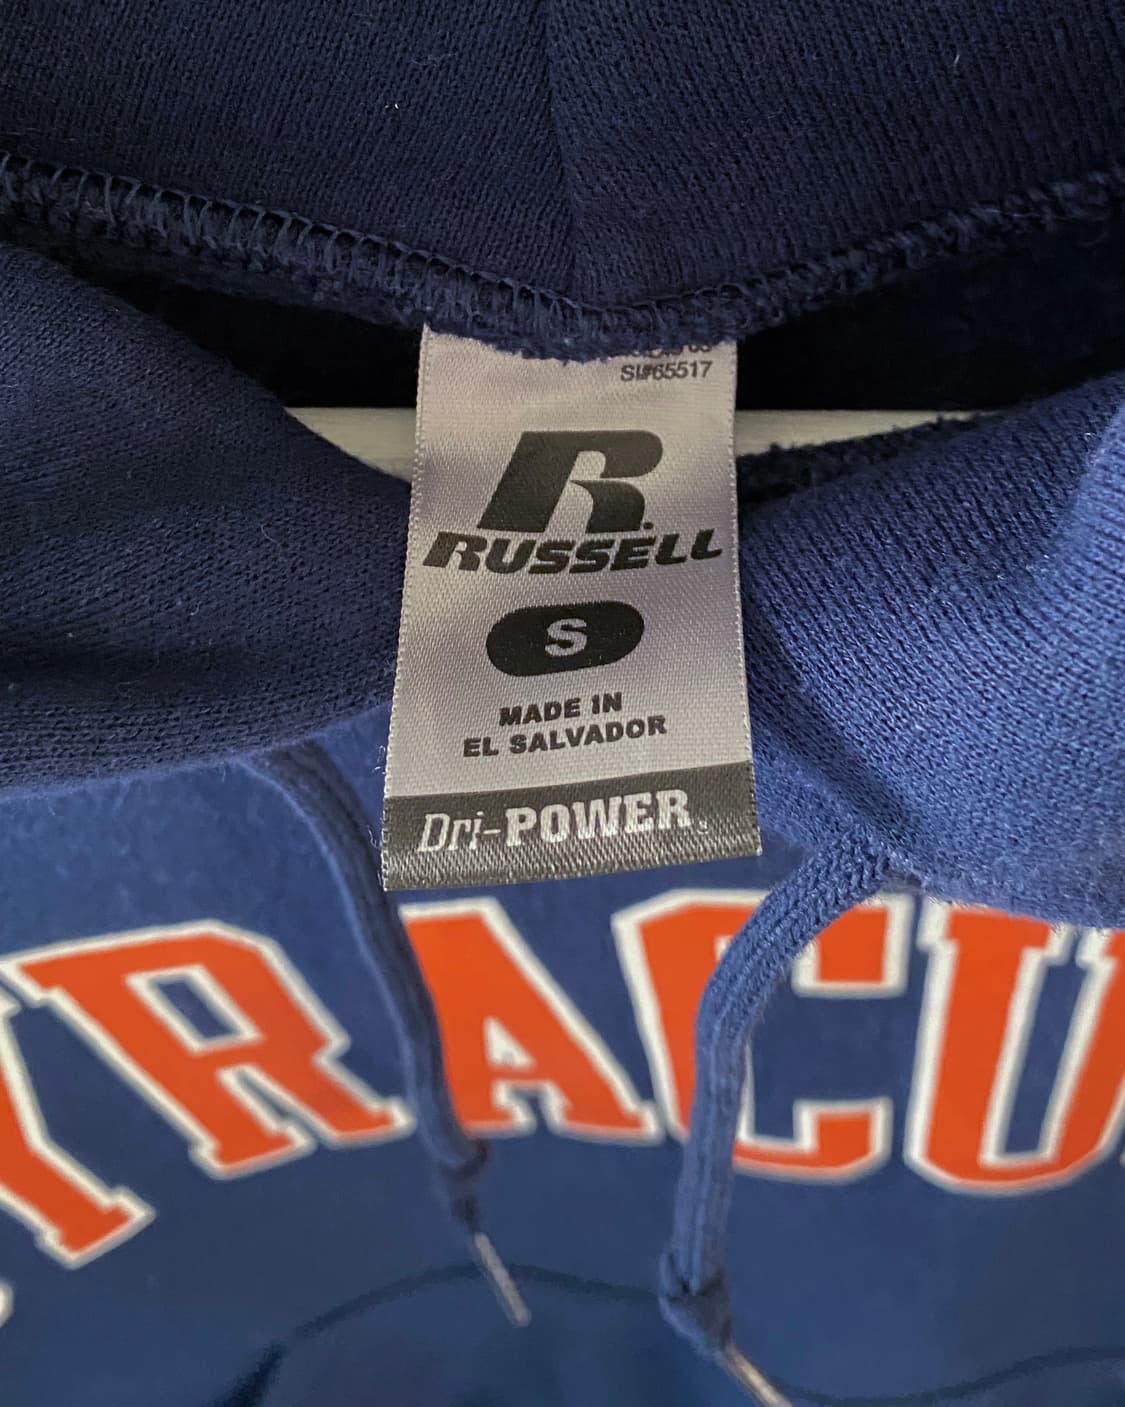 SI#65517
R
RUSSELL
S
MADE IN
EL SALVADOR
Dri-POWER
YRACU